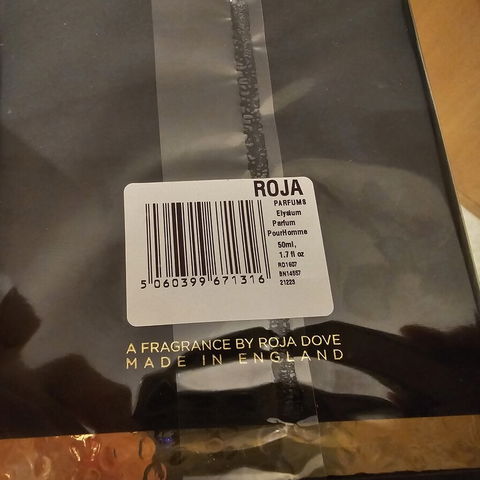 ROJA
PARFUMS
Elysium
Parfum
PourHomme
50ml,
1.7 fl oz
RD1607
BN14557
21223
5 060399 671316
A FRAGRANCE BY ROJA DOVE
MADE IN ENGLAND